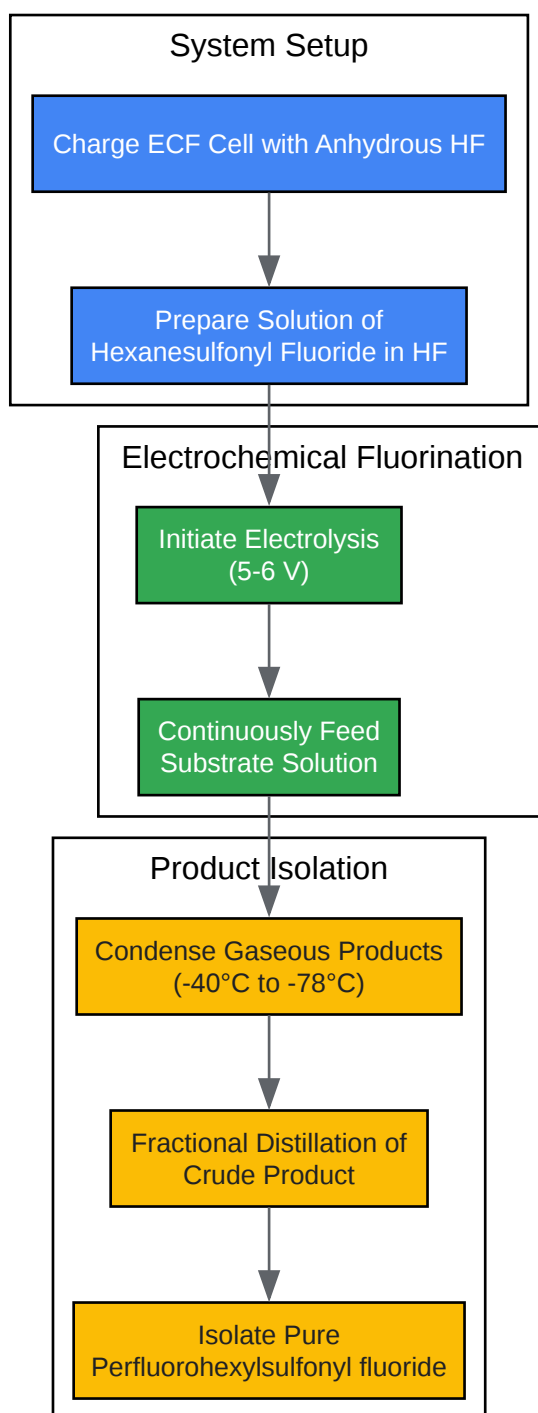 System Setup
Charge ECF Cell with Anhydrous HF
Prepare Solution of
Hexanesulfonyl Fluoride in HF
Electrochemical Fluorination
Initiate Electrolysis
(5-6 V)
Continuously Feed
Substrate Solution
Product Isolation
Condense Gaseous Products
(-40°C to -78°C)
Fractional Distillation of
Crude Product
Isolate Pure
Perfluorohexylsulfonyl fluoride